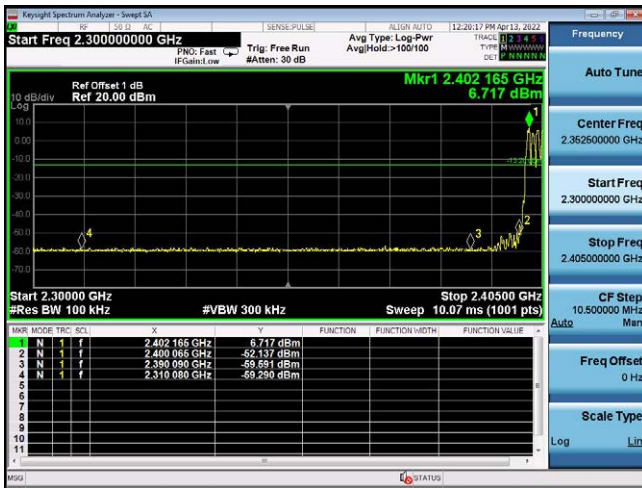 Keysight Spectrum Analyzer - Swept SA
RF 50 Ω AC SENSE:PULSE ALIGN AUTO 12:20:17 PM Apr 13, 2022
Start Freq 2.300000000 GHz
PNO: Fast
IFGain:Low
Trig: Free Run
#Atten: 30 dB
Avg Type: Log-Pwr
Avg|Hold:>100/100
TRACE 1 2 3 4 5 6
TYPE M W W W W W
DET P N N N N N
Ref Offset 1 dB
Ref 20.00 dBm
10 dB/div
Log
Mkr1 2.402 165 GHz
6.717 dBm
10.0
0.00
-10.0
-20.0
-30.0
-40.0
-50.0
-60.0
-70.0
1
2
3
4
Start 2.30000 GHz
Stop 2.40500 GHz
#Res BW 100 kHz
#VBW 300 kHz
Sweep 10.07 ms (1001 pts)
MKR MODE TRC SCL X Y FUNCTION FUNCTION WIDTH FUNCTION VALUE
1 N 1 f 2.402 165 GHz 6.717 dBm
2 N 1 f 2.400 065 GHz -52.137 dBm
3 N 1 f 2.390 090 GHz -59.591 dBm
4 N 1 f 2.310 080 GHz -59.290 dBm
5
6
7
8
9
10
11
MSG
STATUS
Frequency
Auto Tune
Center Freq
2.352500000 GHz
Start Freq
2.300000000 GHz
Stop Freq
2.405000000 GHz
CF Step
10.500000 MHz
Auto Man
Freq Offset
0 Hz
Scale Type
Log Lin